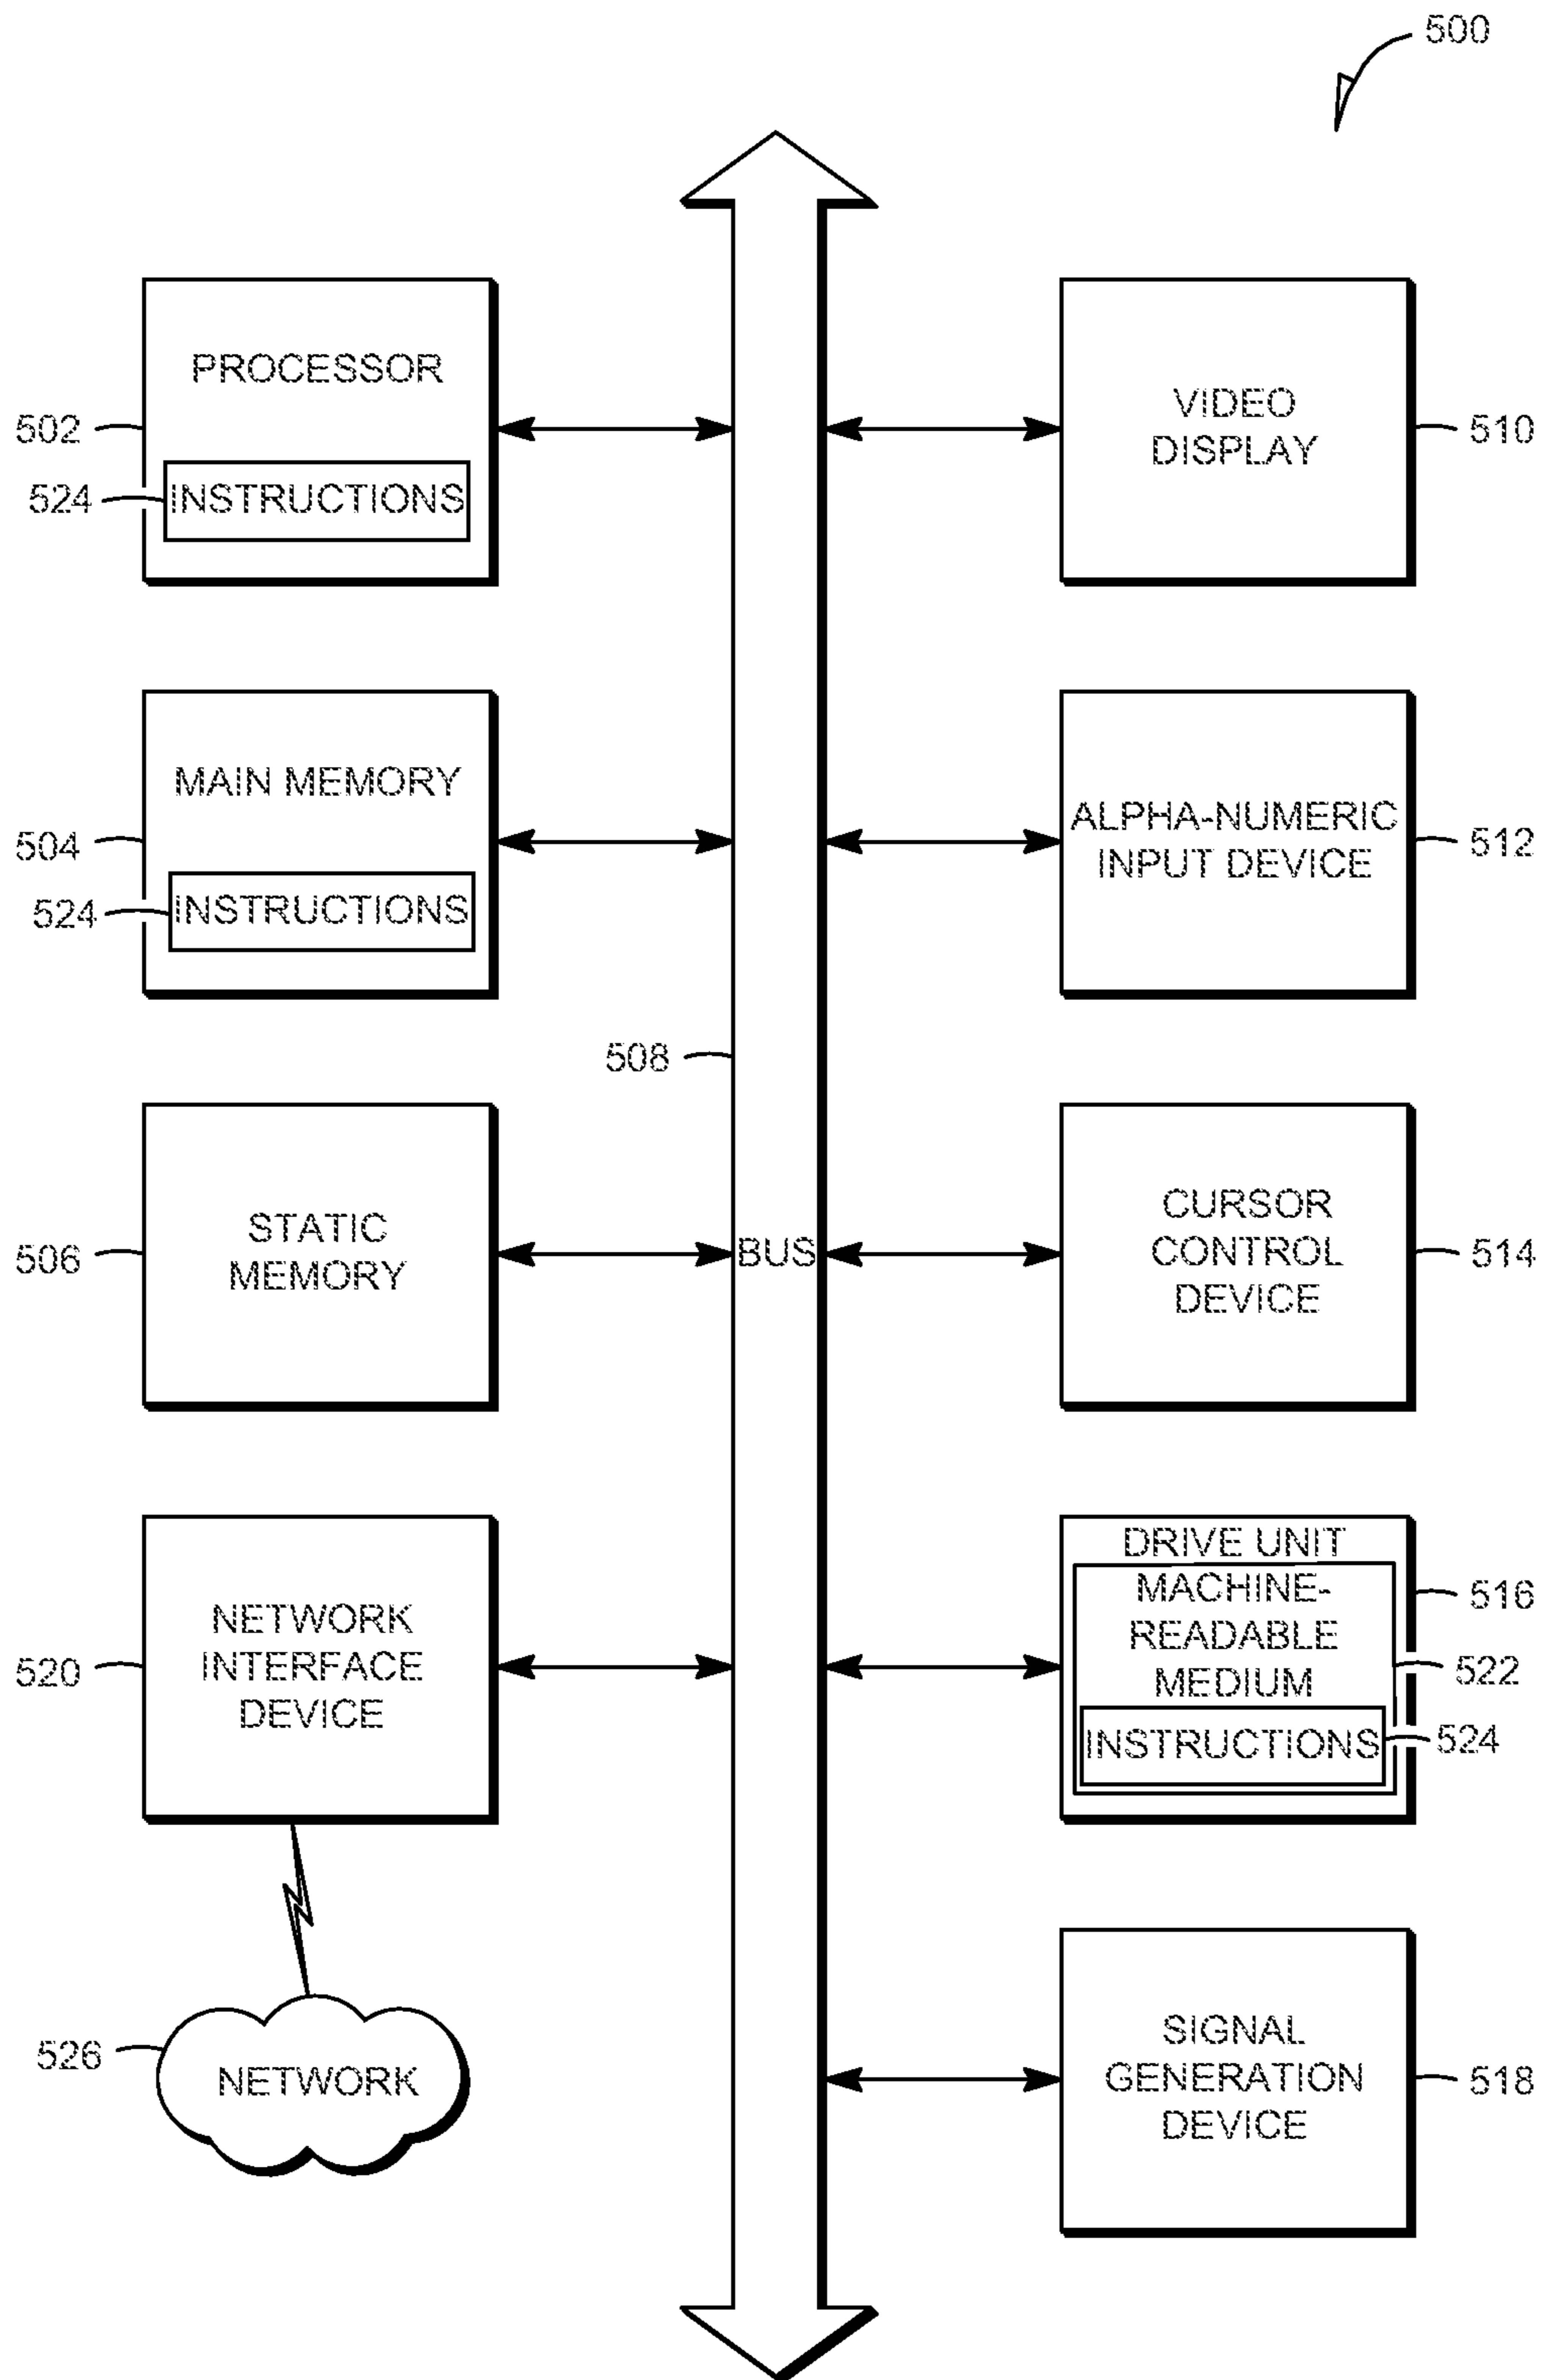 500
PROCESSOR
502
524
INSTRUCTIONS
VIDEO
DISPLAY
510
MAIN MEMORY
504
524
INSTRUCTIONS
ALPHA-NUMERIC
INPUT DEVICE
512
508
STATIC
MEMORY
506
BUS
CURSOR
CONTROL
DEVICE
514
NETWORK
INTERFACE
DEVICE
520
DRIVE UNIT
MACHINE-
READABLE
MEDIUM
INSTRUCTIONS
516
522
524
526
NETWORK
SIGNAL
GENERATION
DEVICE
518